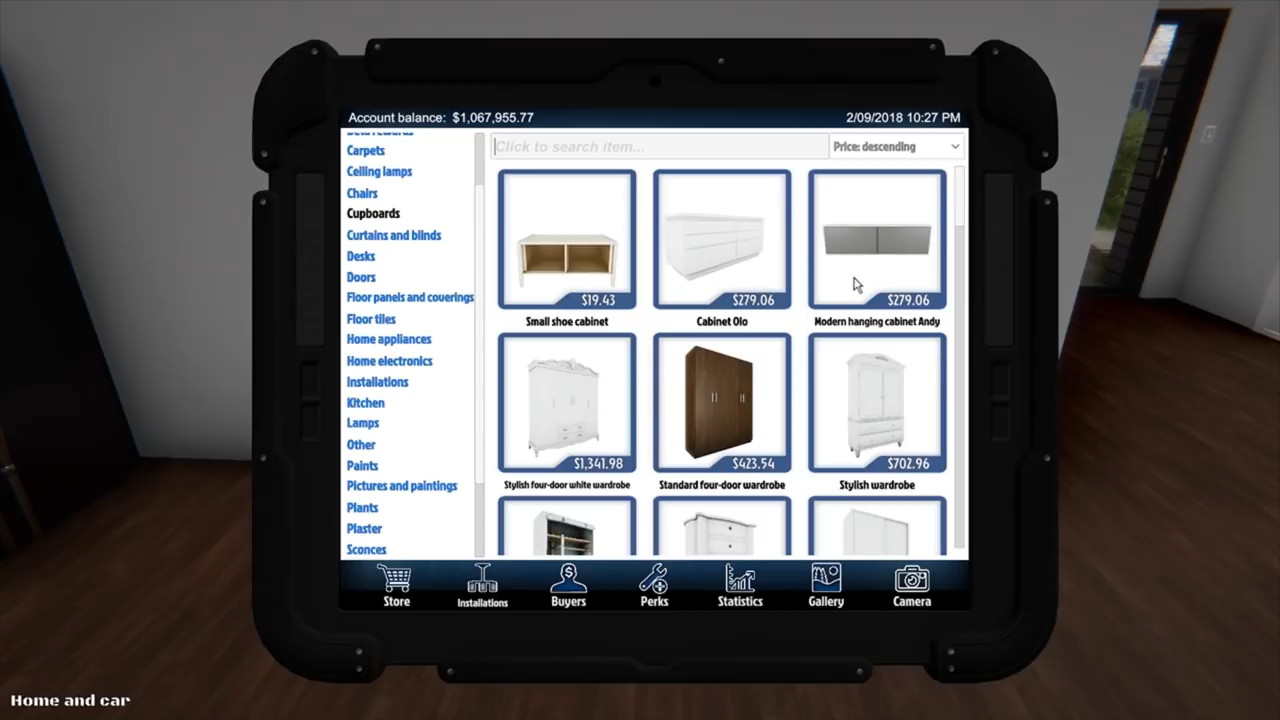 Account balance: $1,067,955.77
2/09/2018 10:27 PM
Beta rewards
Carpets
Ceiling lamps
Chairs
Cupboards
Curtains and blinds
Desks
Doors
Floor panels and coverings
Floor tiles
Home appliances
Home electronics
Installations
Kitchen
Lamps
Other
Paints
Pictures and paintings
Plants
Plaster
Sconces
Click to search item...
Price: descending
$19.43
$279.06
$279.06
Small shoe cabinet
Cabinet Olo
Modern hanging cabinet Andy
$1,341.98
$423.54
$702.96
Stylish four-door white wardrobe
Standard four-door wardrobe
Stylish wardrobe
Store
Installations
Buyers
Perks
Statistics
Gallery
Camera
Home and car